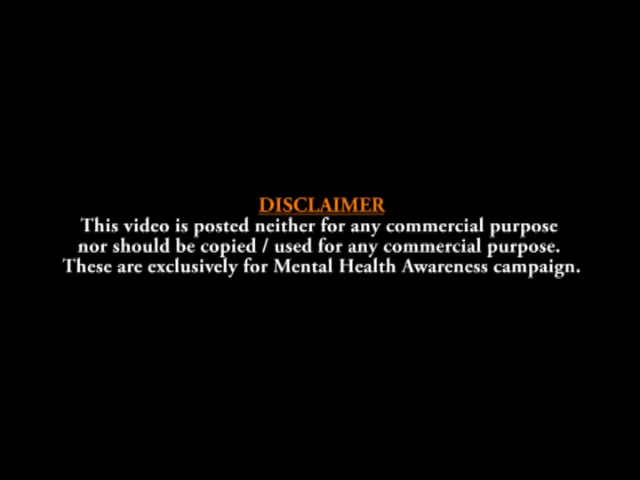 DISCLAIMER
This video is posted neither for any commercial purpose
nor should be copied / used for any commercial purpose.
These are exclusively for Mental Health Awareness campaign.